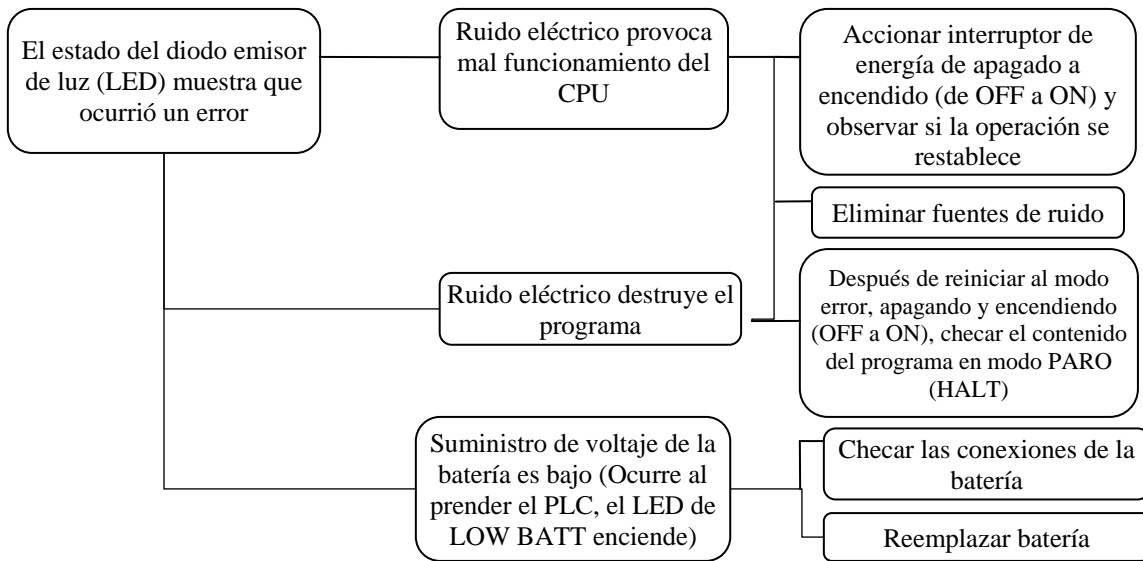 El estado del diodo emisor
de luz (LED) muestra que
ocurrió un error
Ruido eléctrico provoca
mal funcionamiento del
CPU
Accionar interruptor de
energía de apagado a
encendido (de OFF a ON) y
observar si la operación se
restablece
Eliminar fuentes de ruido
Ruido eléctrico destruye el
programa
Después de reiniciar al modo
error, apagando y encendiendo
(OFF a ON), checar el contenido
del programa en modo PARO
(HALT)
Suministro de voltaje de la
batería es bajo (Ocurre al
prender el PLC, el LED de
LOW BATT enciende)
Checar las conexiones de la
batería
Reemplazar batería